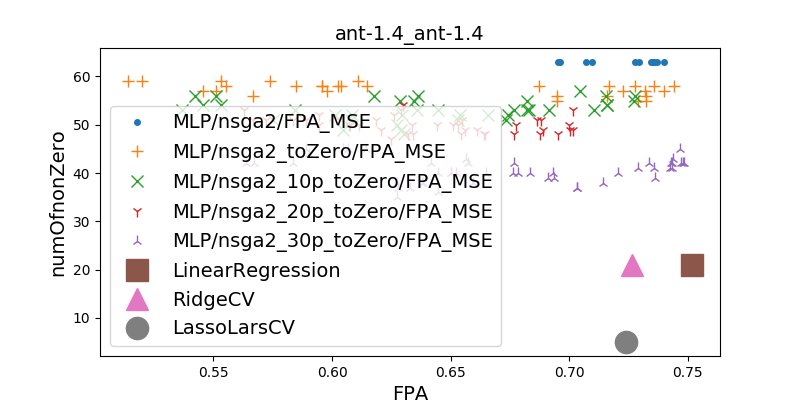 ant-1.4_ant-1.4
numOfnonZero
60
50
40
30
20
10
MLP/nsga2/FPA_MSE
MLP/nsga2_toZero/FPA_MSE
MLP/nsga2_10p_toZero/FPA_MSE
MLP/nsga2_20p_toZero/FPA_MSE
MLP/nsga2_30p_toZero/FPA_MSE
LinearRegression
RidgeCV
LassoLarsCV
0.55 0.60 0.65 0.70 0.75
FPA